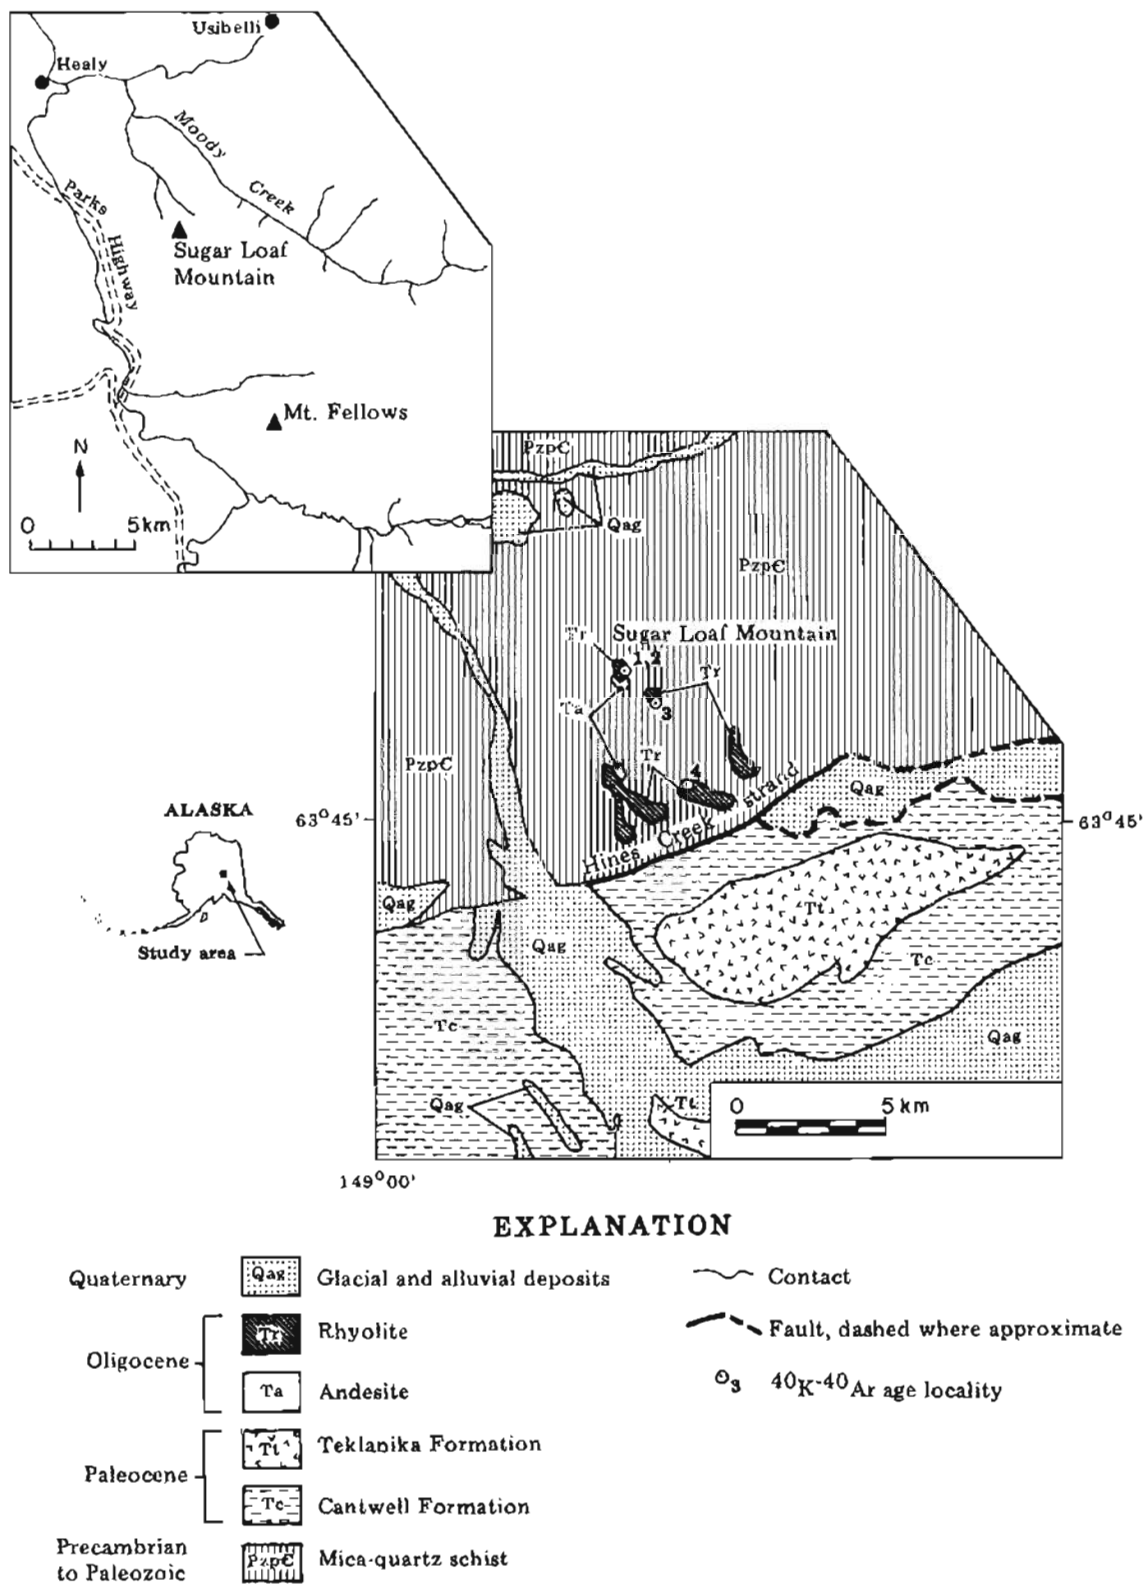 Usibelli
Healy
Moody
Creek
Parks
Highway
Sugar Loaf
Mountain
Mt. Fellows
N
0 5km
PzpЄ
Qag
PzpЄ
Tr
Sugar Loaf Mountain
1,2
Tr
Ta
3
PzpЄ
Tr
4
Hines Creek strand
Qag
ALASKA
63°45'
63°45'
Study area
Qag
Tt
Qag
Tc
Tc
Qag
Qag
Tt
0 5 km
149°00'
EXPLANATION
Quaternary Qag Glacial and alluvial deposits
Oligocene
Tr Rhyolite
Ta Andesite
Paleocene
Tt Teklanika Formation
Tc Cantwell Formation
Precambrian
to Paleozoic
PzpЄ Mica-quartz schist
Contact
Fault, dashed where approximate
3 40K-40Ar age locality